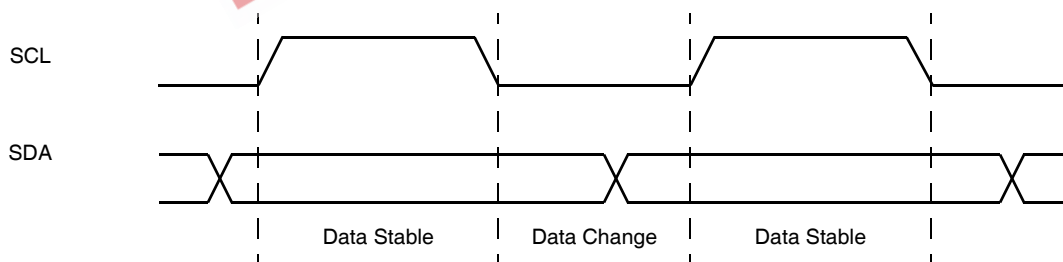 SCL
SDA
Data Stable
Data Change
Data Stable